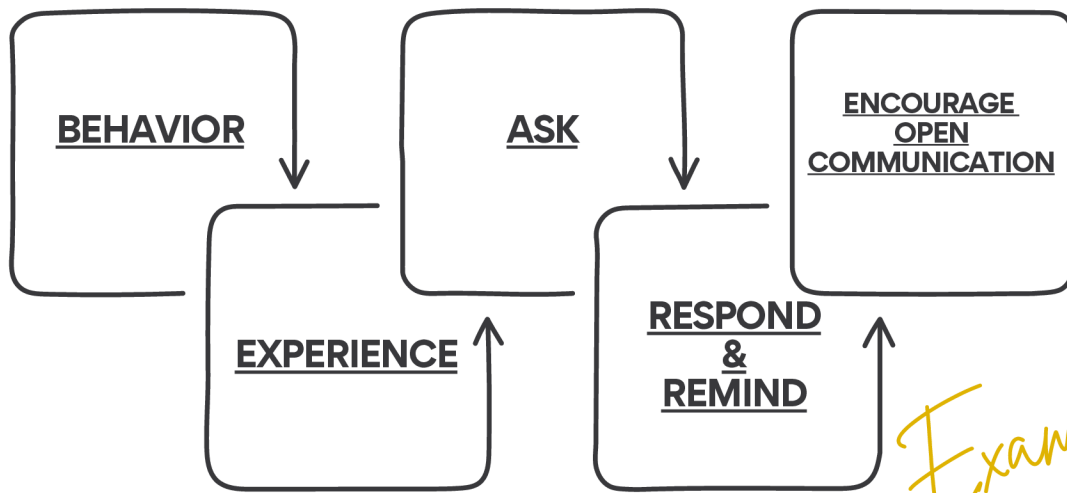 BEHAVIOR
EXPERIENCE
ASK
RESPOND
&
REMIND
ENCOURAGE
OPEN
COMMUNICATION